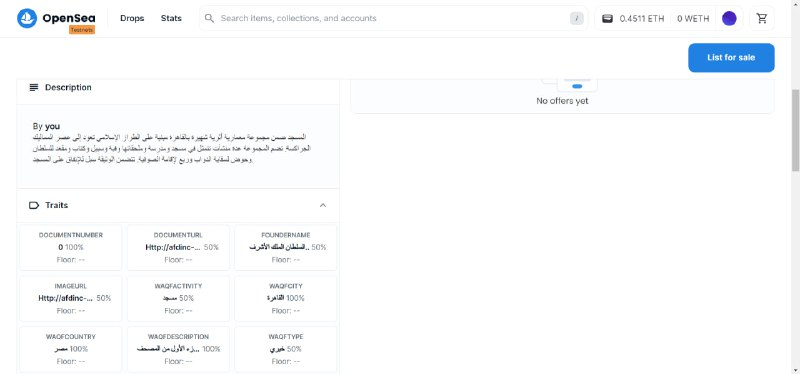 OpenSea Drops Stats Search items, collections, and accounts / 0.4511 ETH 0 WETH
Testnets
List for sale
Description
No offers yet
By you
المسجد ضمن مجموعة معمارية أثرية شهيرة بالقاهرة مبنية على الطراز الإسلامي تعود إلى عصر المماليك
الجراكسة. تضم المجموعة عدة منشآت تتمثل في مسجد ومدرسة وملحقاتها وقبة وسبيل وكتاب ومقعد للسلطان
وحوض لسقاية الدواب وربع لإقامة الصوفية. تتضمن الوثيقة سبل للإنفاق على المسجد
Traits
DOCUMENTNUMBER DOCUMENTURL FOUNDERNAME
0 100% Http://afdinc-... 50% السلطان الملك الأشرف... 50%
Floor: -- Floor: -- Floor: --
IMAGEURL WAQFACTIVITY WAQFCITY
Http://afdinc-... 50% مسجد 50% القاهرة 100%
Floor: -- Floor: -- Floor: --
WAQFCOUNTRY WAQFDESCRIPTION WAQFTYPE
مصر 100% ...زء الأول من المصحف 100% خيري 50%
Floor: -- Floor: -- Floor: --